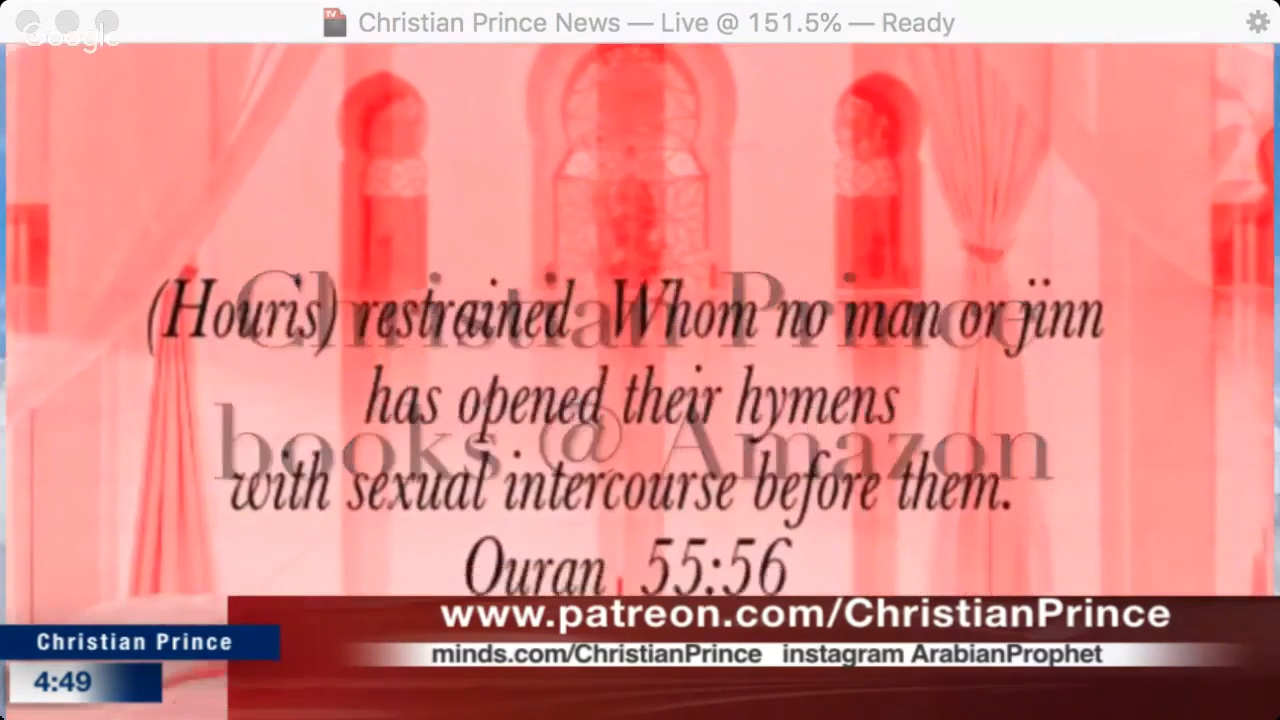 Christian Prince News — Live @ 151.5% — Ready
Google
Christian Prince
books @ Amazon
(Houris) restrained Whom no man or jinn
has opened their hymens
with sexual intercourse before them.
Quran 55:56
www.patreon.com/ChristianPrince
Christian Prince
minds.com/ChristianPrince instagram ArabianProphet
4:49